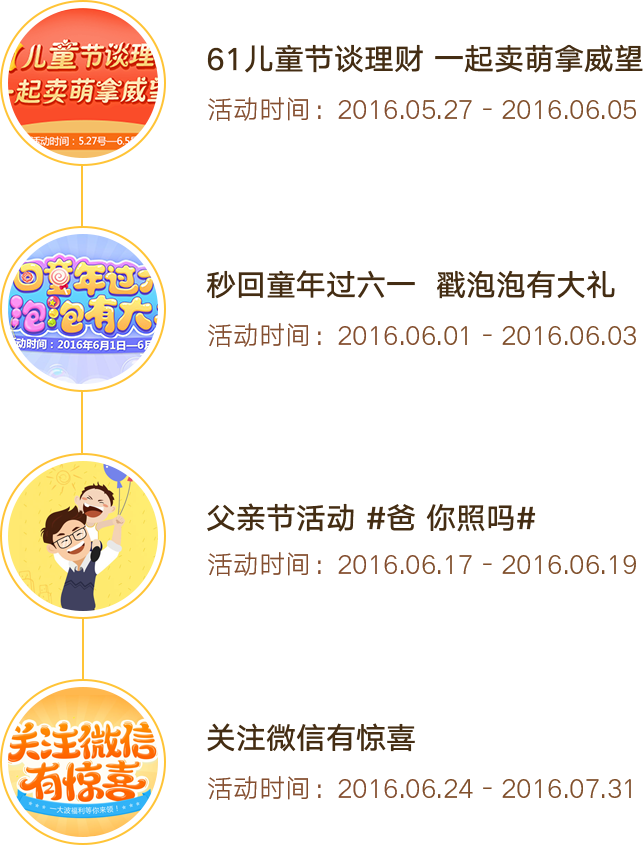 儿童节谈理
一起卖萌拿威望
活动时间：5.27号—6.5
61儿童节谈理财 一起卖萌拿威望
活动时间：2016.05.27 - 2016.06.05
回童年过六
泡泡有大
动时间：2016年6月1日—6月
秒回童年过六一 戳泡泡有大礼
活动时间：2016.06.01 - 2016.06.03
父亲节活动 #爸 你照吗#
活动时间：2016.06.17 - 2016.06.19
关注微信
有惊喜
一大波福利等你来领！
关注微信有惊喜
活动时间：2016.06.24 - 2016.07.31